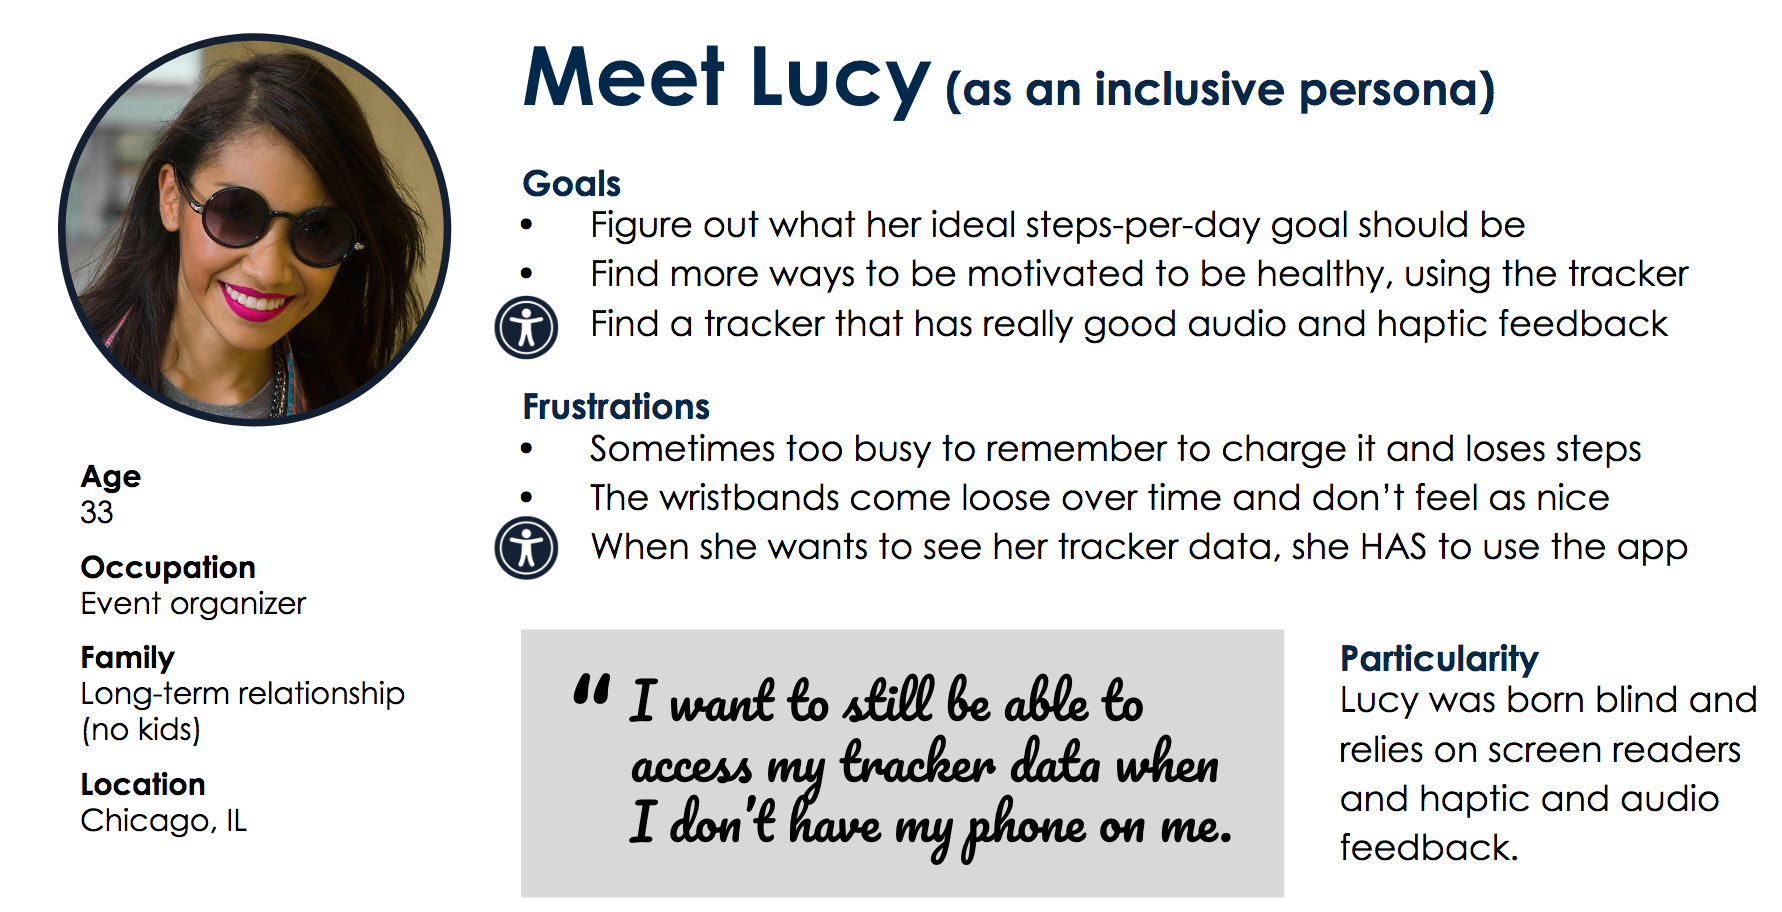 Meet Lucy (as an inclusive persona)
Goals
• Figure out what her ideal steps-per-day goal should be
• Find more ways to be motivated to be healthy, using the tracker
Find a tracker that has really good audio and haptic feedback
Frustrations
• Sometimes too busy to remember to charge it and loses steps
• The wristbands come loose over time and don’t feel as nice
When she wants to see her tracker data, she HAS to use the app
Age
33
Occupation
Event organizer
Family
Long-term relationship
(no kids)
Location
Chicago, IL
“ I want to still be able to
access my tracker data when
I don’t have my phone on me.
Particularity
Lucy was born blind and
relies on screen readers
and haptic and audio
feedback.